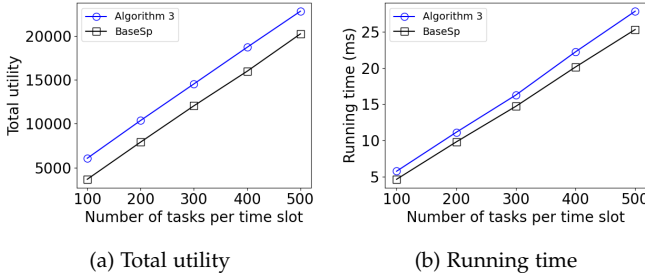 Algorithm 3
BaseSp
20000
15000
10000
5000
Total utility
100 200 300 400 500
Number of tasks per time slot
(a) Total utility
Algorithm 3
BaseSp
25
20
15
10
5
Running time (ms)
100 200 300 400 500
Number of tasks per time slot
(b) Running time